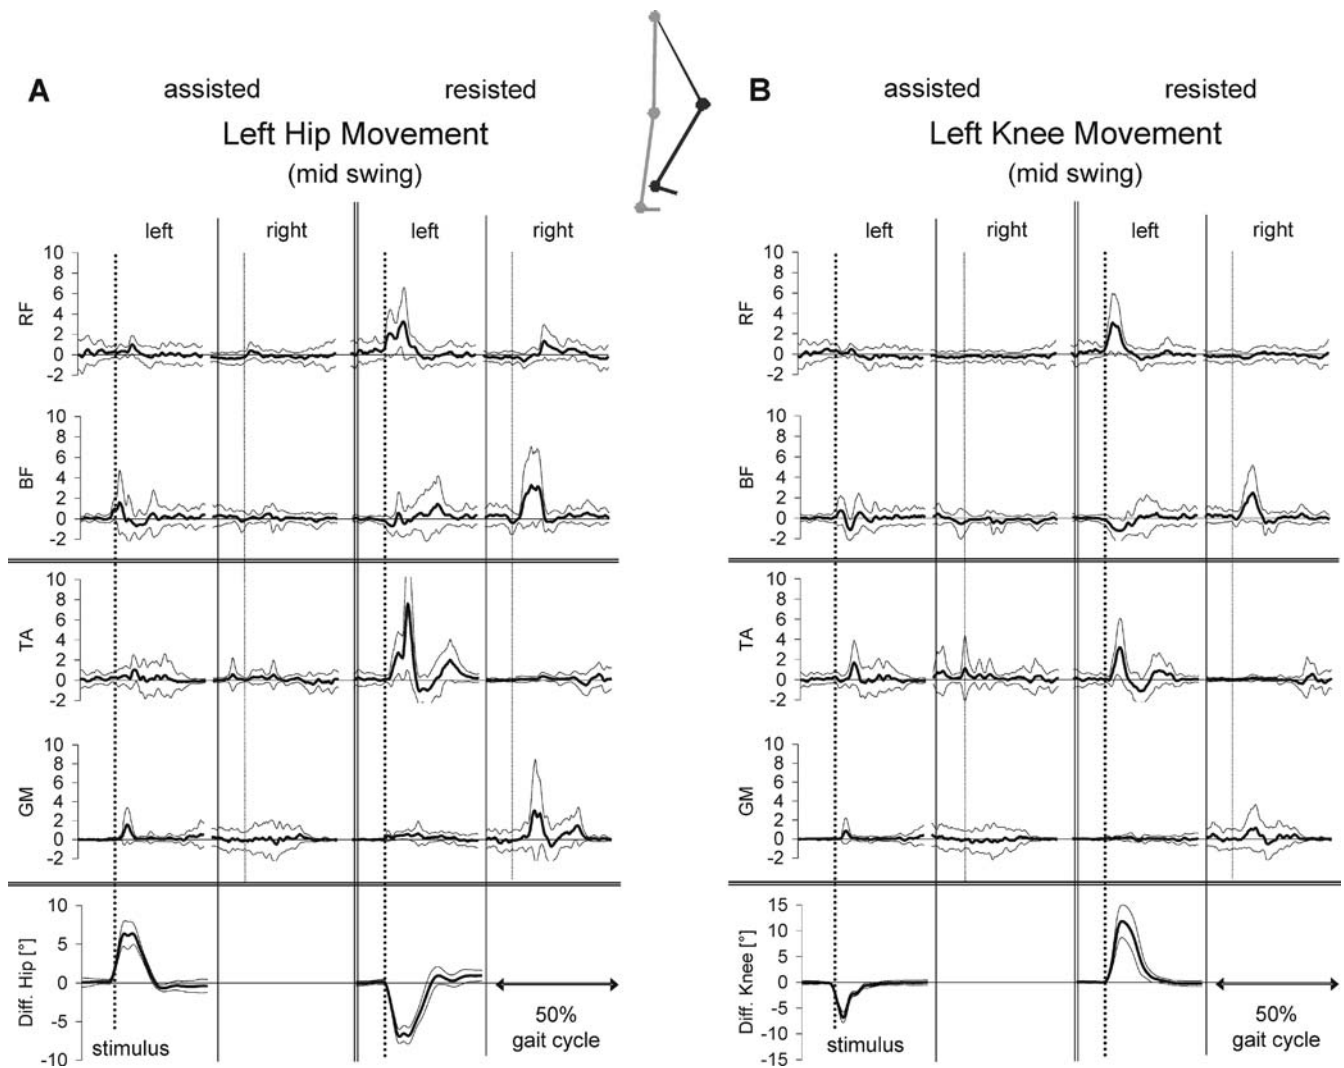 A
assisted
resisted
Left Hip Movement
(mid swing)
left
right
left
right
RF
10
8
6
4
2
0
-2
BF
10
8
6
4
2
0
-2
TA
10
8
6
4
2
0
-2
GM
10
8
6
4
2
0
-2
Diff. Hip [°]
10
5
0
-5
-10
stimulus
50%
gait cycle
B
assisted
resisted
Left Knee Movement
(mid swing)
left
right
left
right
RF
10
8
6
4
2
0
-2
BF
10
8
6
4
2
0
-2
TA
10
8
6
4
2
0
-2
GM
10
8
6
4
2
0
-2
Diff. Knee [°]
15
10
5
0
-5
-10
-15
stimulus
50%
gait cycle